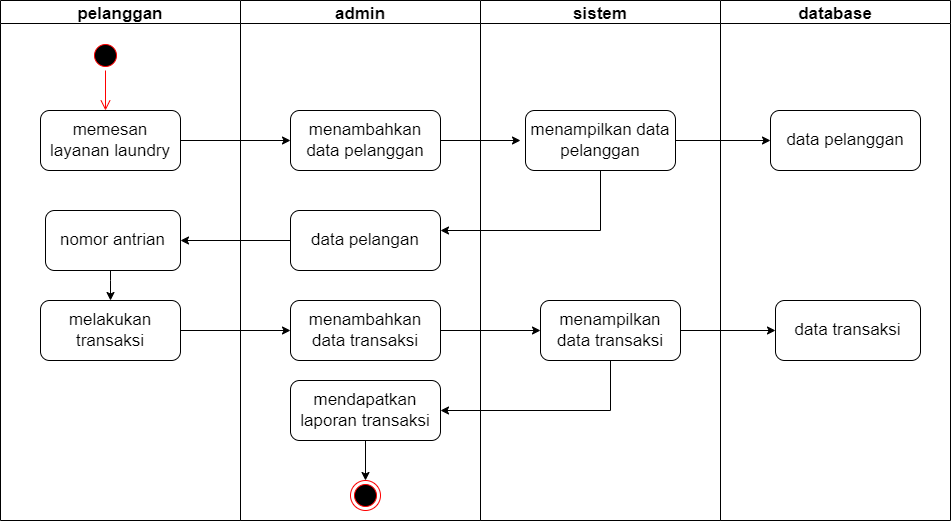 pelanggan
admin
sistem
database
memesan
layanan laundry
menambahkan
data pelanggan
menampilkan data
pelanggan
data pelanggan
nomor antrian
data pelangan
melakukan
transaksi
menambahkan
data transaksi
menampilkan
data transaksi
data transaksi
mendapatkan
laporan transaksi